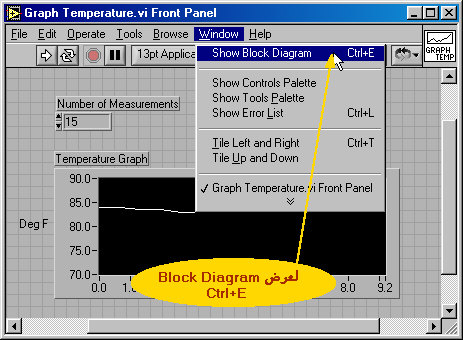 Graph Temperature.vi Front Panel
File Edit Operate Tools Browse Window Help
13pt Applica
GRAPH
TEMP
Show Block Diagram Ctrl+E
Show Controls Palette
Show Tools Palette
Show Error List Ctrl+L
Tile Left and Right Ctrl+T
Tile Up and Down
✓ Graph Temperature.vi Front Panel
Number of Measurements
15
Temperature Graph
90.0
85.0
Deg F
80.0
75.0
70.0
0.0 1.0 8.0 9.2
لعرض Block Diagram
Ctrl+E